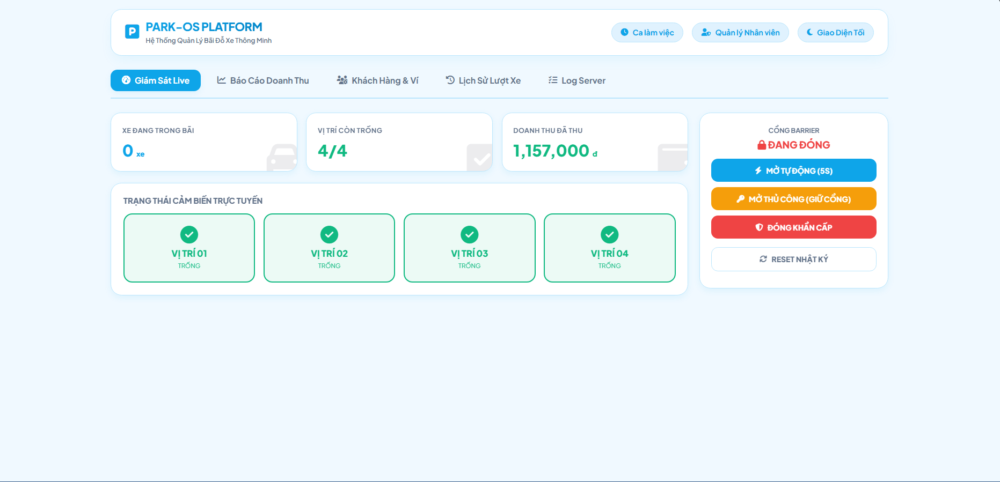 PARK-OS PLATFORM
Hệ Thống Quản Lý Bãi Đỗ Xe Thông Minh
Ca làm việc
Quản lý Nhân viên
Giao Diện Tối
Giám Sát Live
Báo Cáo Doanh Thu
Khách Hàng & Ví
Lịch Sử Lượt Xe
Log Server
XE ĐANG TRONG BÃI
0 xe
VỊ TRÍ CÒN TRỐNG
4/4
DOANH THU ĐÃ THU
1,157,000 đ
CỔNG BARRIER
ĐANG ĐÓNG
MỞ TỰ ĐỘNG (5S)
MỞ THỦ CÔNG (GIỮ CỔNG)
ĐÓNG KHẨN CẤP
RESET NHẬT KÝ
TRẠNG THÁI CẢM BIẾN TRỰC TUYẾN
VỊ TRÍ 01
TRỐNG
VỊ TRÍ 02
TRỐNG
VỊ TRÍ 03
TRỐNG
VỊ TRÍ 04
TRỐNG